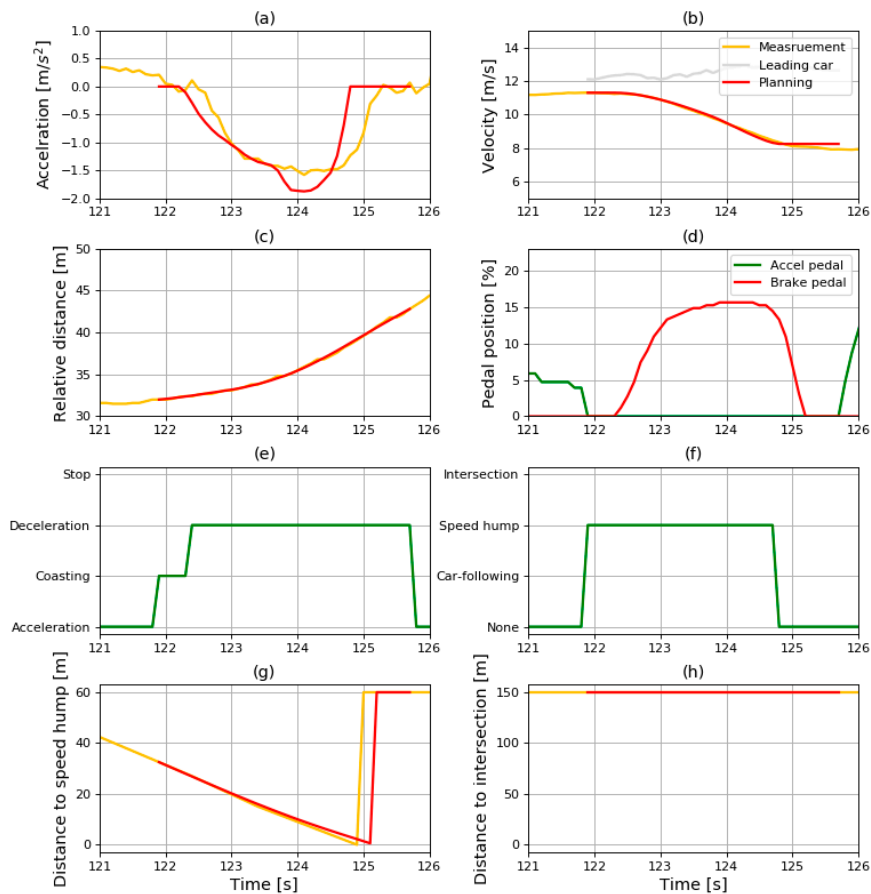 (a)
Accelration [m/s²]
1.0
0.5
0.0
−0.5
−1.0
−1.5
−2.0
121 122 123 124 125 126
(b)
Velocity [m/s]
14
12
10
8
6
Measruement
Leading car
Planning
121 122 123 124 125 126
(c)
Relative distance [m]
50
45
40
35
30
121 122 123 124 125 126
(d)
Pedal position [%]
20
15
10
5
0
Accel pedal
Brake pedal
121 122 123 124 125 126
(e)
Stop
Deceleration
Coasting
Acceleration
121 122 123 124 125 126
(f)
Intersection
Speed hump
Car-following
None
121 122 123 124 125 126
(g)
Distance to speed hump [m]
60
40
20
0
121 122 123 124 125 126
Time [s]
(h)
Distance to intersection [m]
150
100
50
0
121 122 123 124 125 126
Time [s]